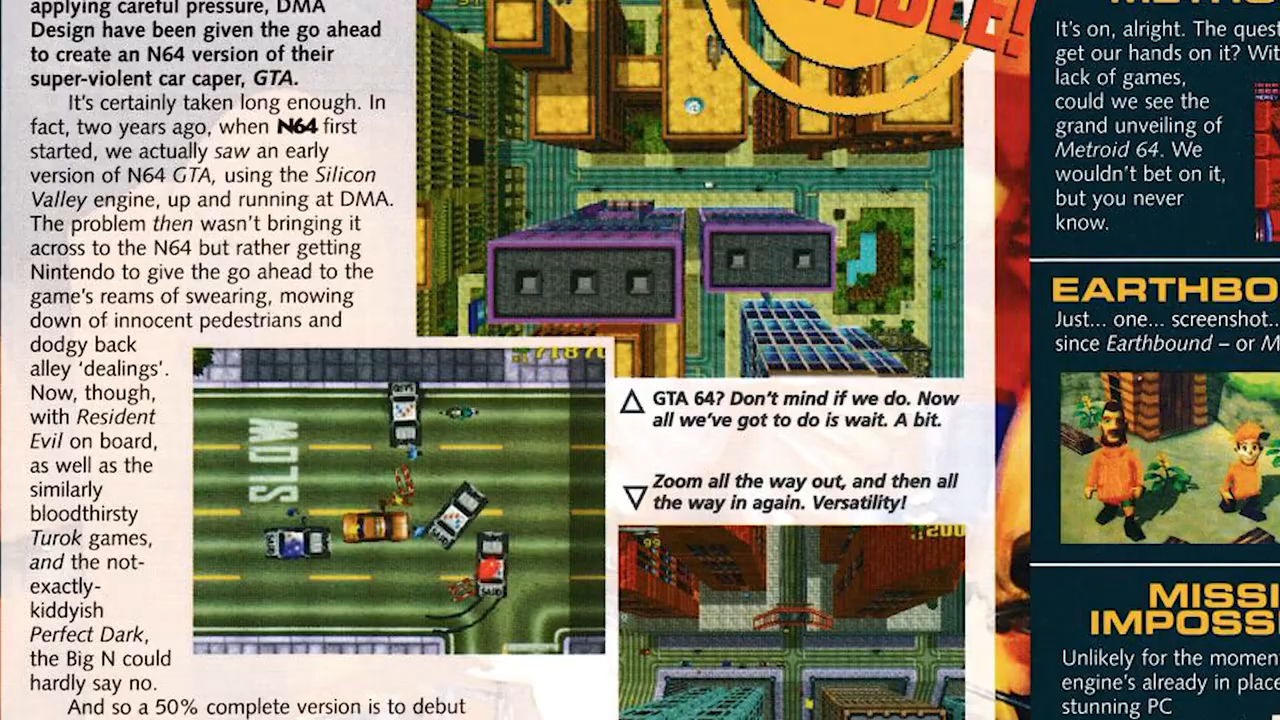 applying careful pressure, DMA
Design have been given the go ahead
to create an N64 version of their
super-violent car caper, GTA.
It's certainly taken long enough. In
fact, two years ago, when N64 first
started, we actually saw an early
version of N64 GTA, using the Silicon
Valley engine, up and running at DMA.
The problem then wasn't bringing it
across to the N64 but rather getting
Nintendo to give the go ahead to the
game's reams of swearing, mowing
down of innocent pedestrians and
dodgy back
alley 'dealings'.
Now, though,
with Resident
Evil on board,
as well as the
similarly
bloodthirsty
Turok games,
and the not-
exactly-
kiddyish
Perfect Dark,
the Big N could
hardly say no.
And so a 50% complete version is to debut
SLOW
GTA 64? Don't mind if we do. Now
all we've got to do is wait. A bit.
Zoom all the way out, and then all
the way in again. Versatility!
200
99
It's on, alright. The quest
get our hands on it? Wit
lack of games,
could we see the
grand unveiling of
Metroid 64. We
wouldn't bet on it,
but you never
know.
EARTHBO
Just... one... screenshot...
since Earthbound – or M
MISSI
IMPOSS
Unlikely for the moment
engine's already in place
stunning PC